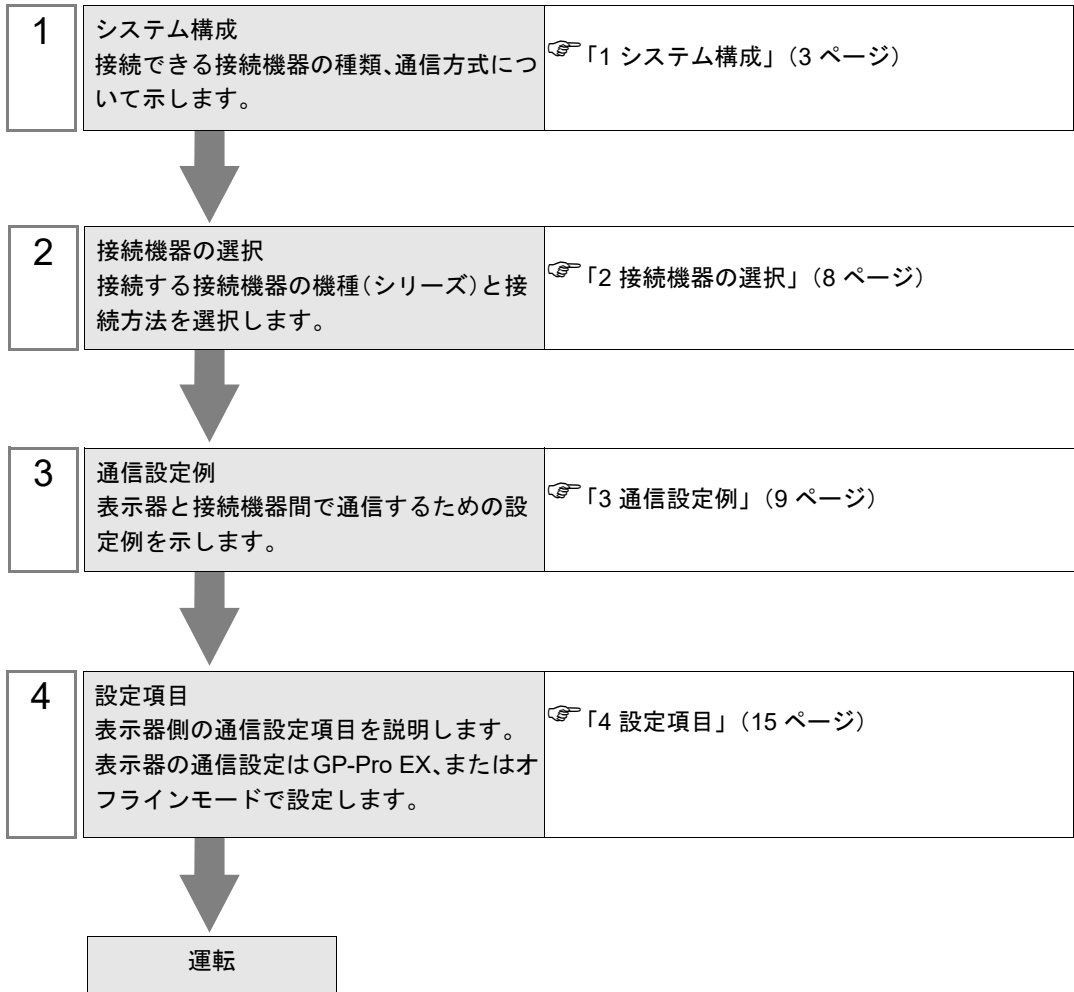 1
システム構成
接続できる接続機器の種類、通信方式につ
いて示します。
☞「1 システム構成」（3 ページ）
2
接続機器の選択
接続する接続機器の機種（シリーズ）と接
続方法を選択します。
☞「2 接続機器の選択」（8 ページ）
3
通信設定例
表示器と接続機器間で通信するための設
定例を示します。
☞「3 通信設定例」（9 ページ）
4
設定項目
表示器側の通信設定項目を説明します。
表示器の通信設定はGP-Pro EX、またはオ
フラインモードで設定します。
☞「4 設定項目」（15 ページ）
運転